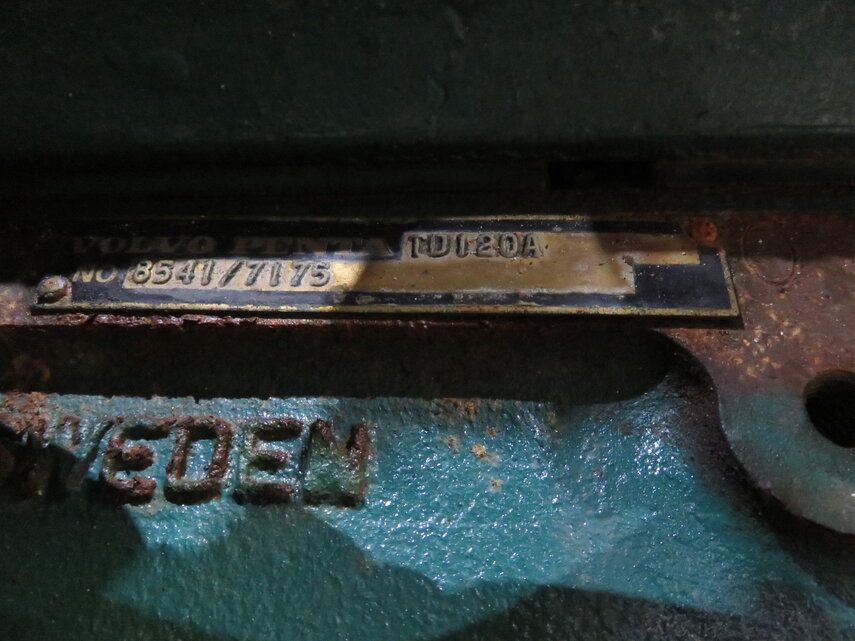 VOLVO PENTA TD120A
NO 8541/7175
SWEDEN